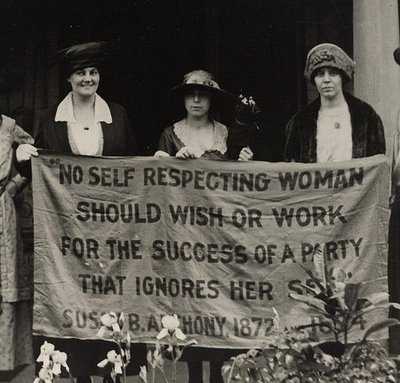 "NO SELF RESPECTING WOMAN
SHOULD WISH OR WORK
FOR THE SUCCESS OF A PARTY
THAT IGNORES HER SEX"
SUSAN B. ANTHONY 1872